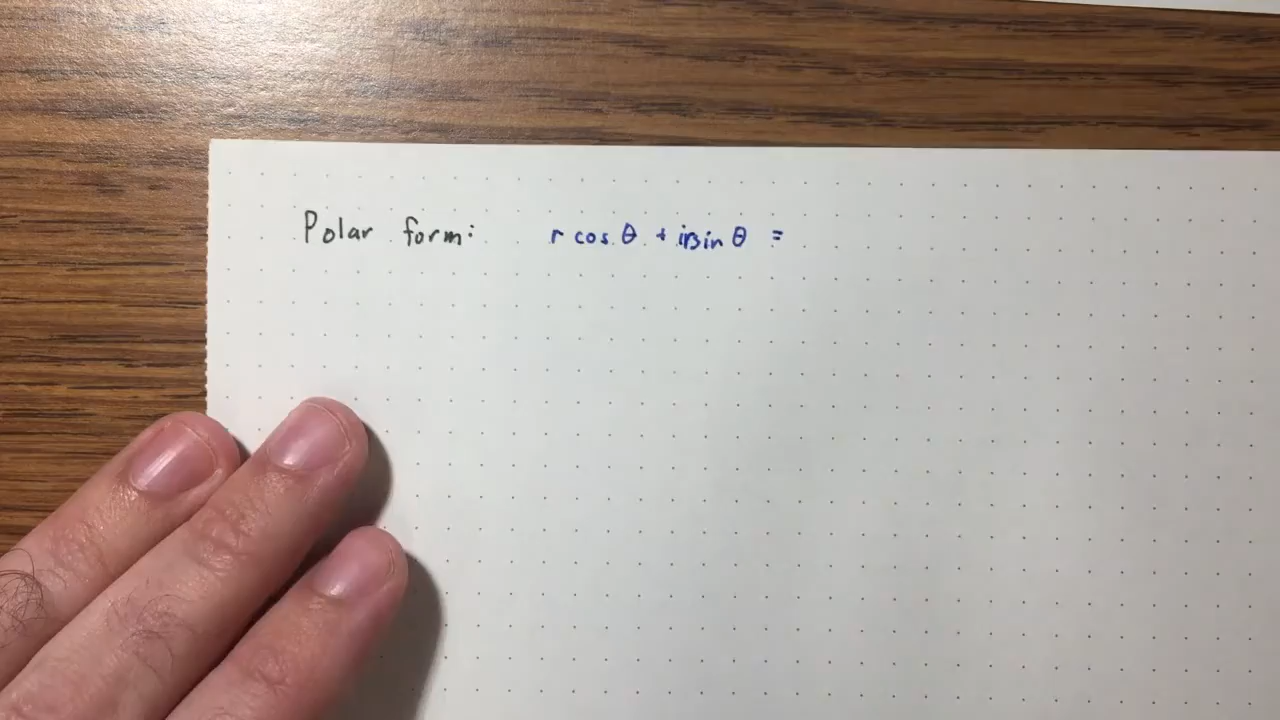 Polar form: r cos θ + irsin θ =